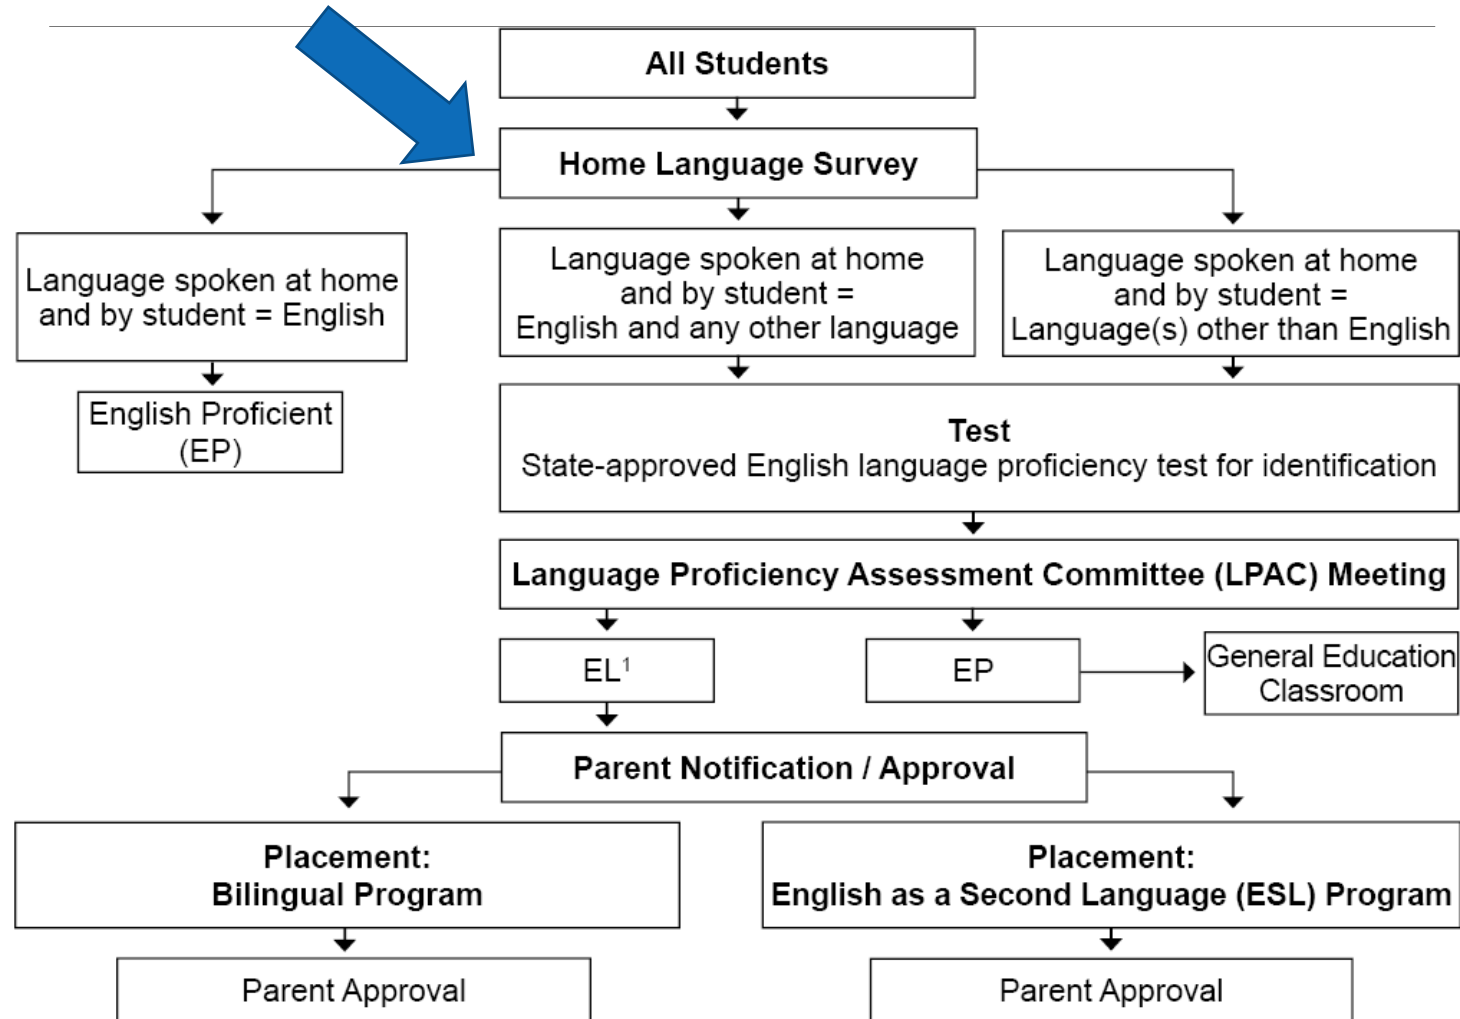 All Students
Home Language Survey
Language spoken at home
and by student = English
Language spoken at home
and by student =
English and any other language
Language spoken at home
and by student =
Language(s) other than English
English Proficient
(EP)
Test
State-approved English language proficiency test for identification
Language Proficiency Assessment Committee (LPAC) Meeting
EL¹
EP
General Education
Classroom
Parent Notification / Approval
Placement:
Bilingual Program
Placement:
English as a Second Language (ESL) Program
Parent Approval
Parent Approval